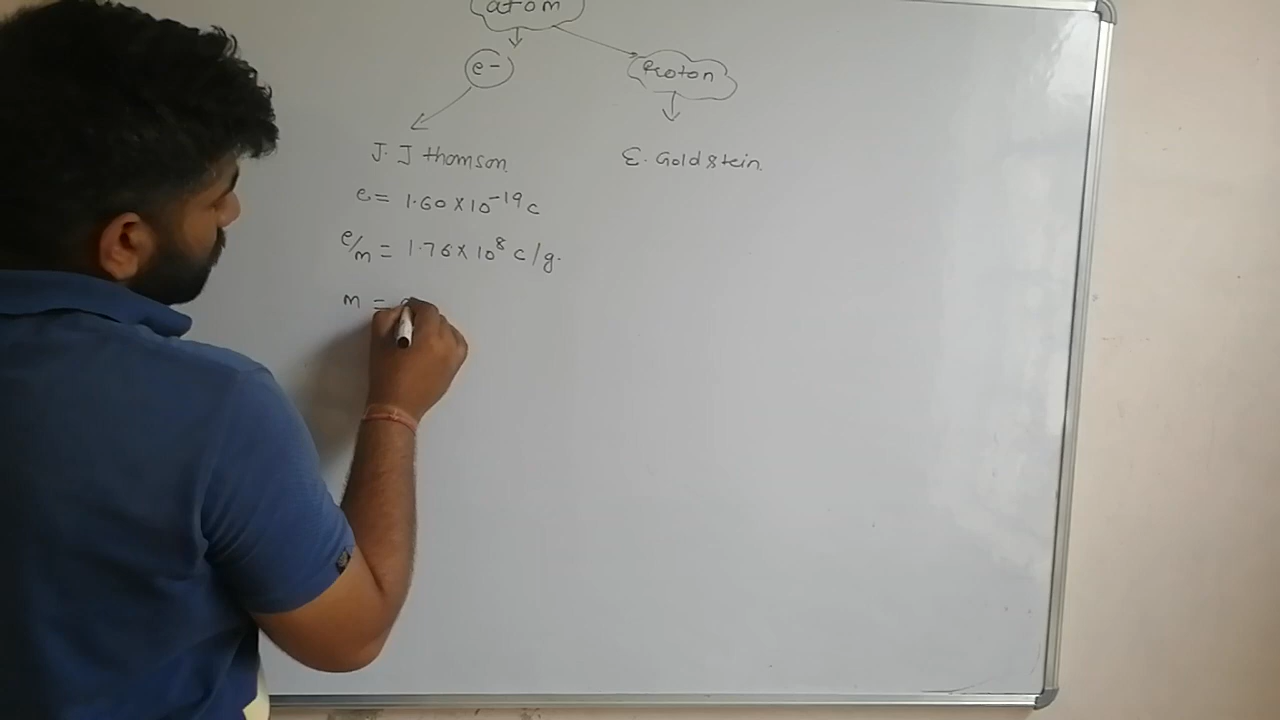 atom
e-
Proton
J. J thomson
E. Goldstein.
e = 1.60 × 10⁻¹⁹ c
e/m = 1.76 × 10⁸ c/g.
m =